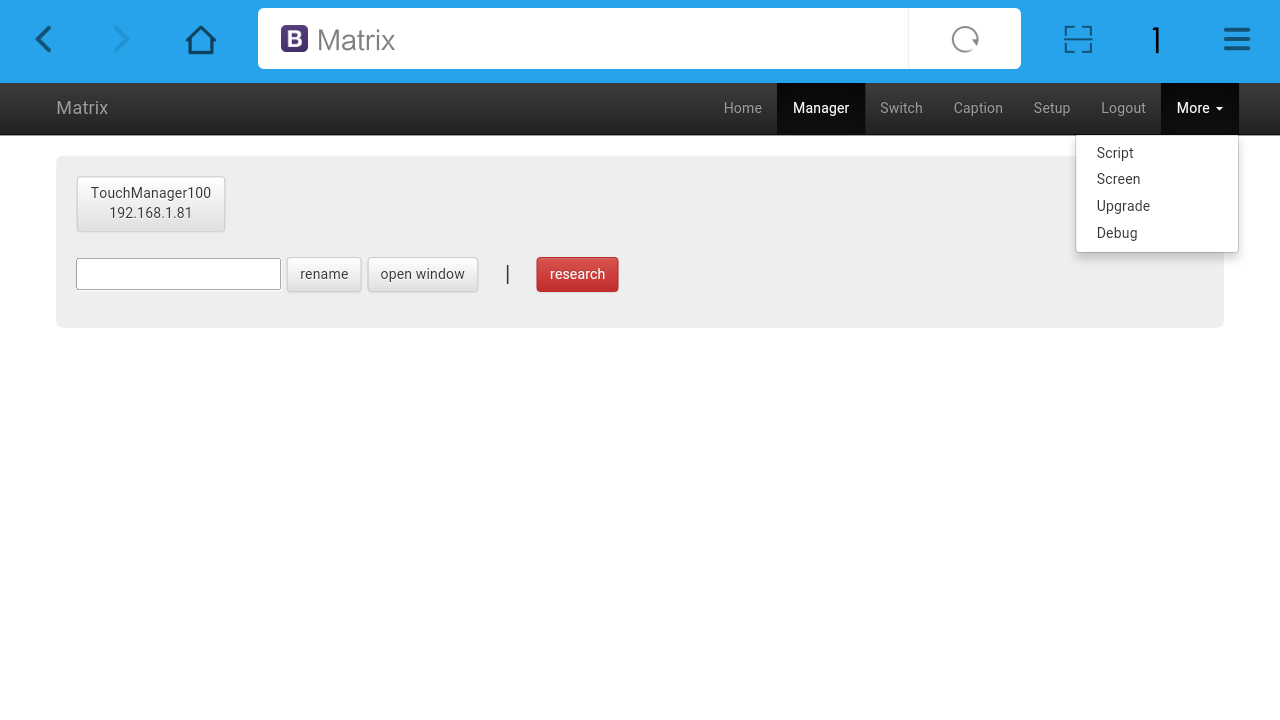 B Matrix
1
Matrix
Home Manager Switch Caption Setup Logout More
Script
Screen
Upgrade
Debug
TouchManager100
192.168.1.81
rename open window | research